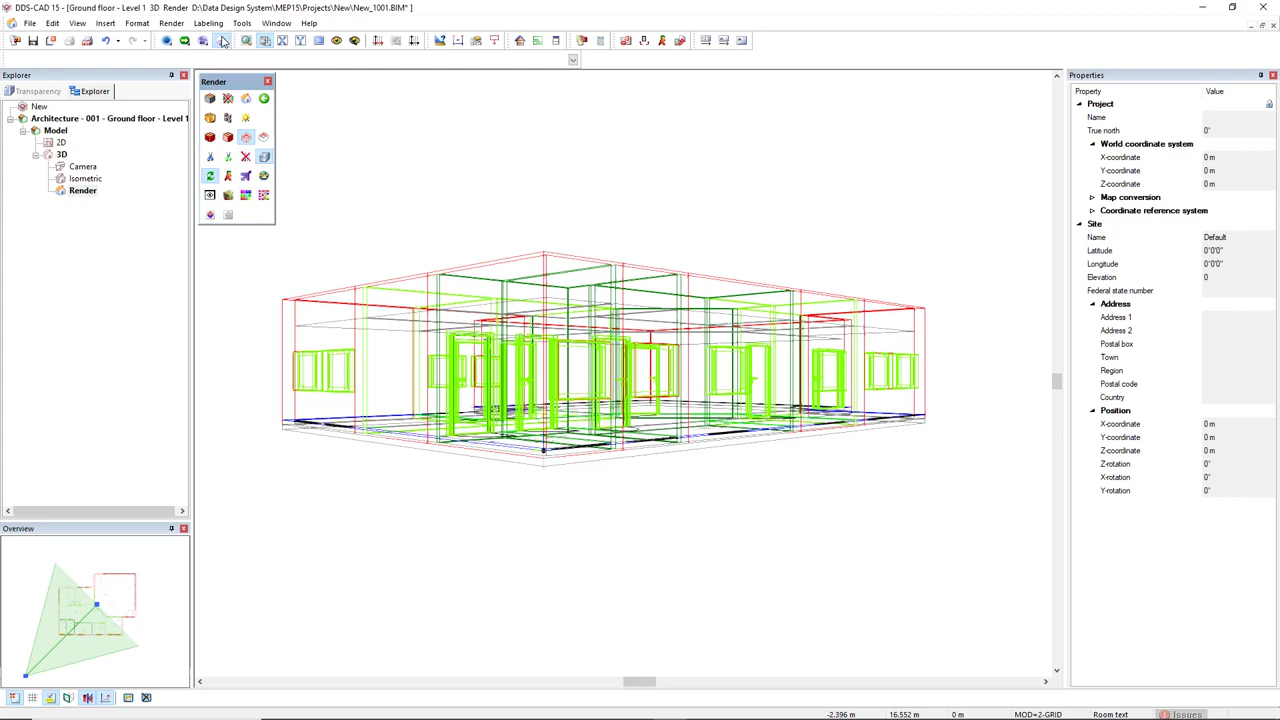 DDS-CAD 15 - [Ground floor - Level 1  3D  Render  D:\Data Design System\MEP15\Projects\New\New_1001.BIM* ]
File Edit View Insert Format Render Labeling Tools Window Help
Explorer
Transparency Explorer
New
Architecture - 001 - Ground floor - Level 1
Model
2D
3D
Camera
Isometric
Render
Render
Overview
Properties
Property Value
Project
Name
True north 0°
World coordinate system
X-coordinate 0 m
Y-coordinate 0 m
Z-coordinate 0 m
Map conversion
Coordinate reference system
Site
Name Default
Latitude 0°0'0"
Longitude 0°0'0"
Elevation 0
Federal state number
Address
Address 1
Address 2
Postal box
Town
Region
Postal code
Country
Position
X-coordinate 0 m
Y-coordinate 0 m
Z-coordinate 0 m
Z-rotation 0°
X-rotation 0°
Y-rotation 0°
-2.396 m 16.552 m 0 m MOD=2-GRID Room text Issues